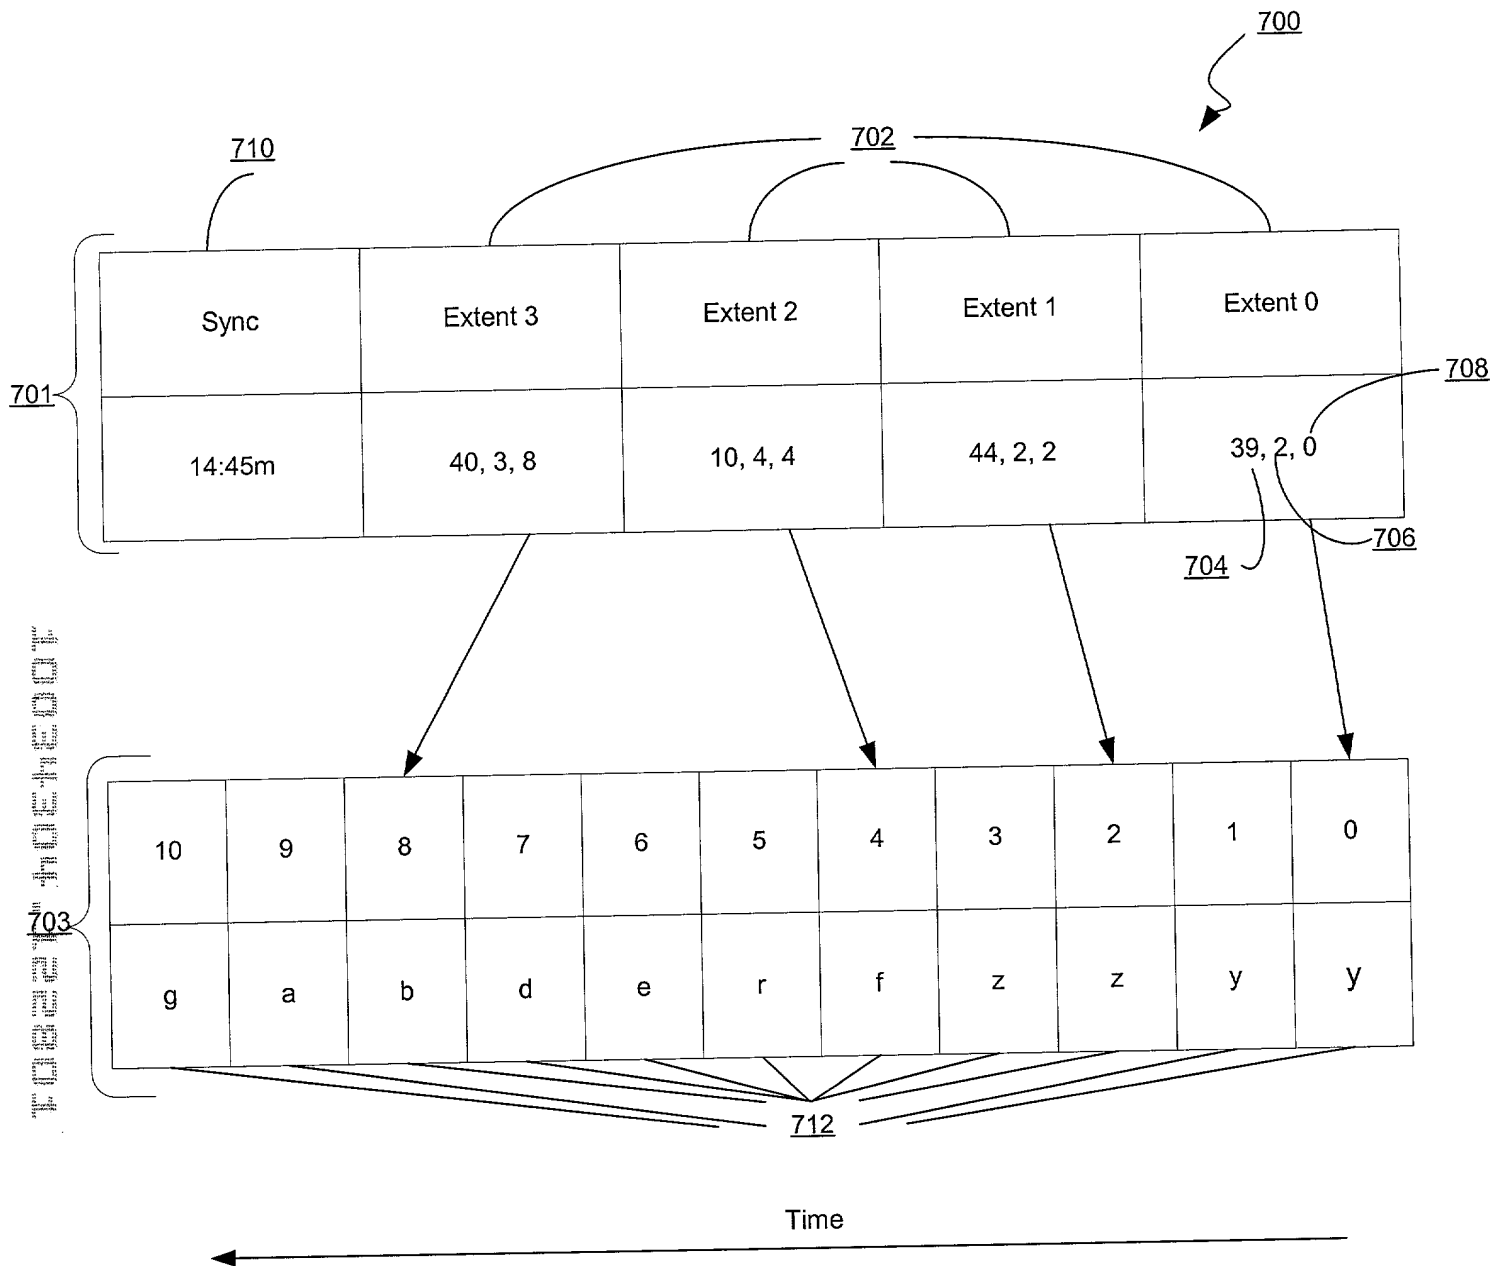 700
710
702
Sync Extent 3 Extent 2 Extent 1 Extent 0
701
708
14:45m 40, 3, 8 10, 4, 4 44, 2, 2 39, 2, 0
704 706
10 9 8 7 6 5 4 3 2 1 0
703
g a b d e r f z z y y
712
Time